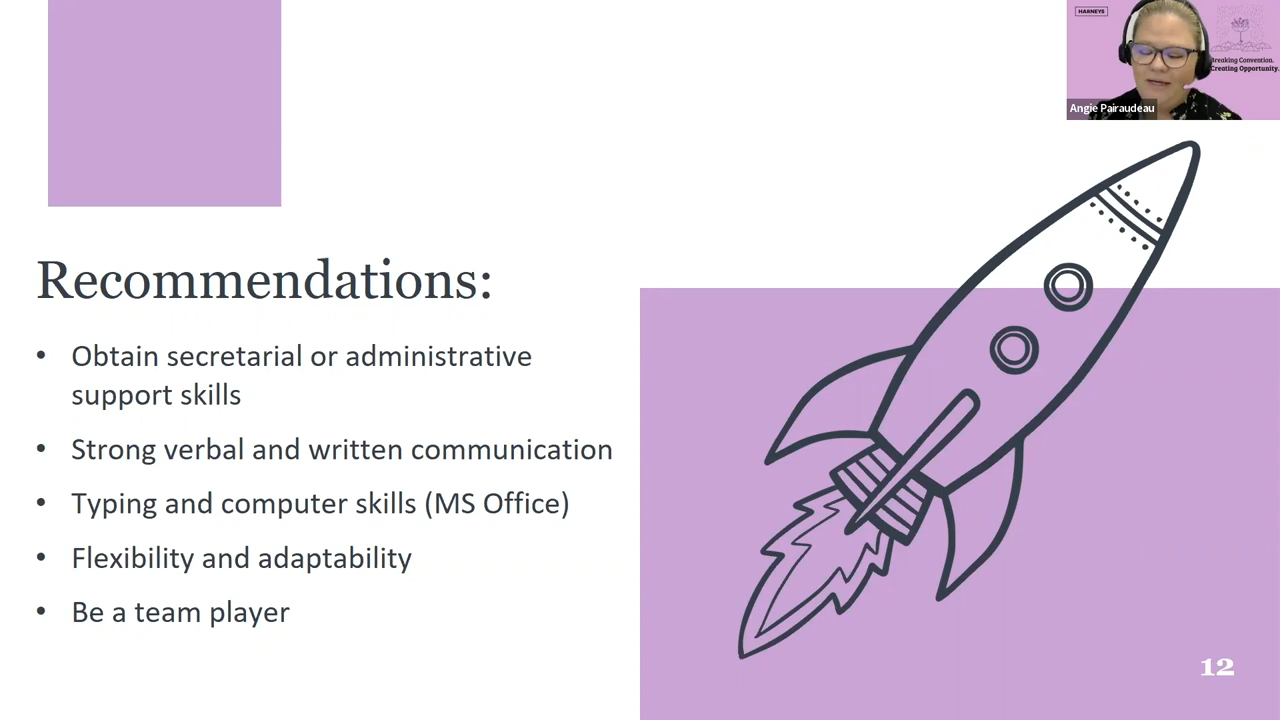 HARNEYS
Breaking Convention.
Creating Opportunity.
Angie Pairaudeau
Recommendations:
• Obtain secretarial or administrative
support skills
• Strong verbal and written communication
• Typing and computer skills (MS Office)
• Flexibility and adaptability
• Be a team player
12